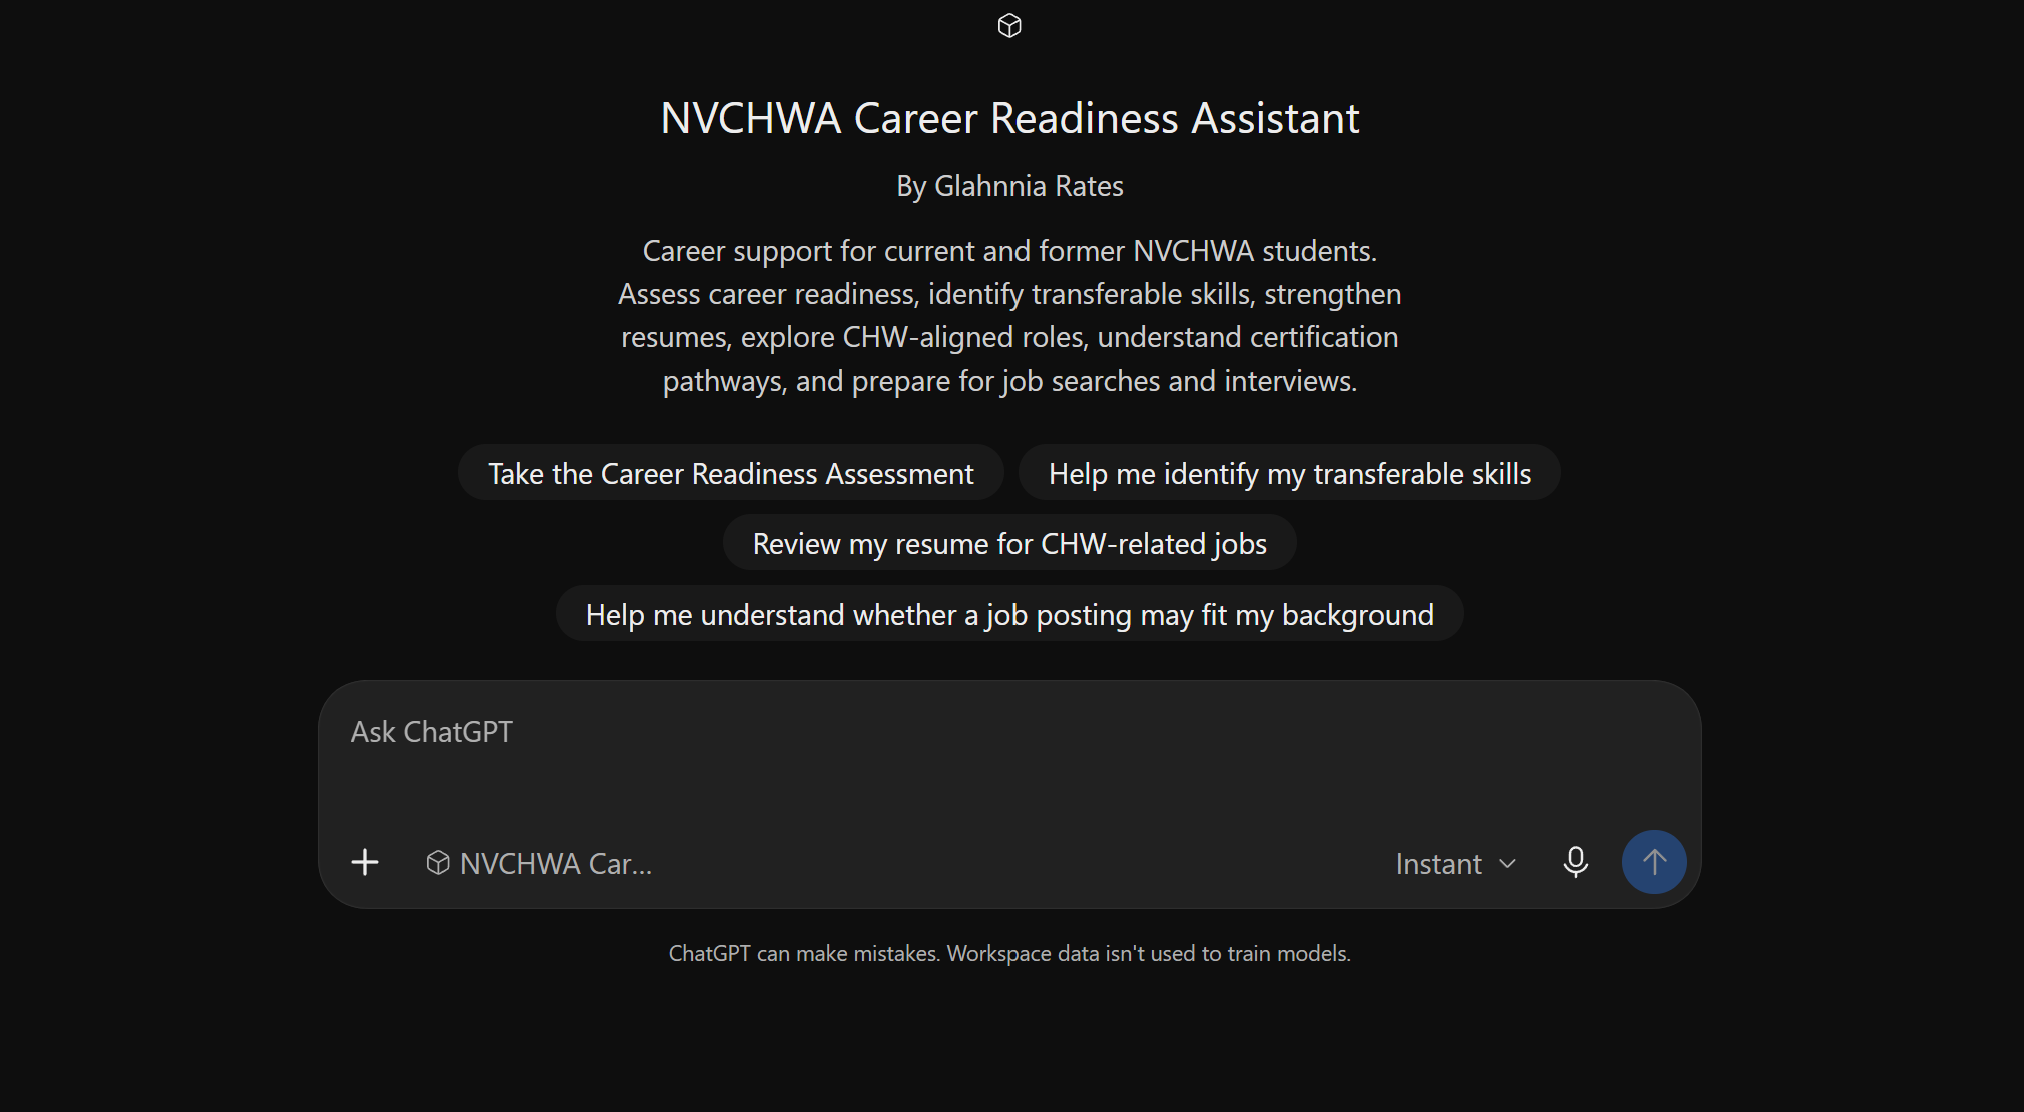 NVCHWA Career Readiness Assistant
By Glahnnia Rates
Career support for current and former NVCHWA students.
Assess career readiness, identify transferable skills, strengthen
resumes, explore CHW-aligned roles, understand certification
pathways, and prepare for job searches and interviews.
Take the Career Readiness Assessment
Help me identify my transferable skills
Review my resume for CHW-related jobs
Help me understand whether a job posting may fit my background
Ask ChatGPT
NVCHWA Car...
Instant
ChatGPT can make mistakes. Workspace data isn't used to train models.